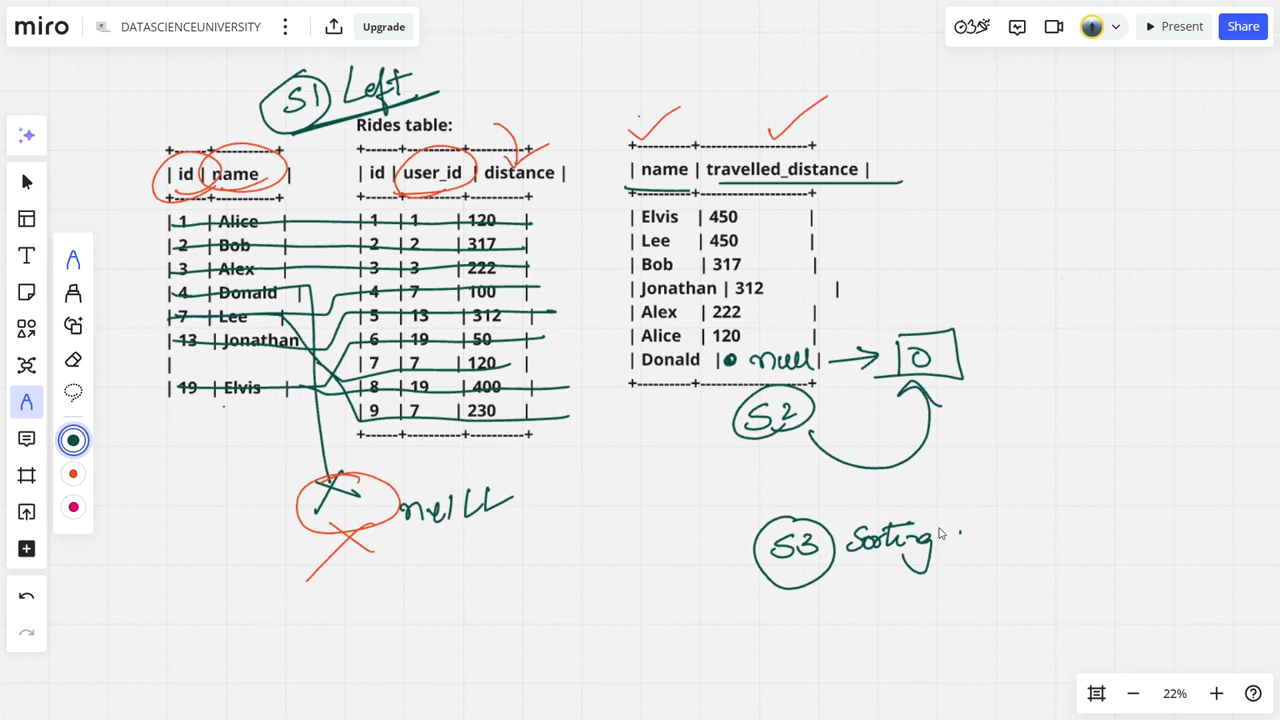 miro DATASCIENCEUNIVERSITY Upgrade Present Share
S1 Left
Rides table:
+------+-----------+
| id | name |
+------+-----------+
| 1 | Alice |
| 2 | Bob |
| 3 | Alex |
| 4 | Donald |
| 7 | Lee |
| 13 | Jonathan
|
| 19 | Elvis |
+------+----------+----------+
| id | user_id | distance |
+------+----------+----------+
| 1 | 1 | 120 |
| 2 | 2 | 317 |
| 3 | 3 | 222 |
| 4 | 7 | 100 |
| 5 | 13 | 312 |
| 6 | 19 | 50 |
| 7 | 7 | 120 |
| 8 | 19 | 400 |
| 9 | 7 | 230 |
+------+----------+----------+
+----------+--------------------+
| name | travelled_distance |
+----------+--------------------+
| Elvis | 450 |
| Lee | 450 |
| Bob | 317 |
| Jonathan | 312 |
| Alex | 222 |
| Alice | 120 |
| Donald | null | → 0
+----------+--------------------+
S2
null
S3 Sorting
22%